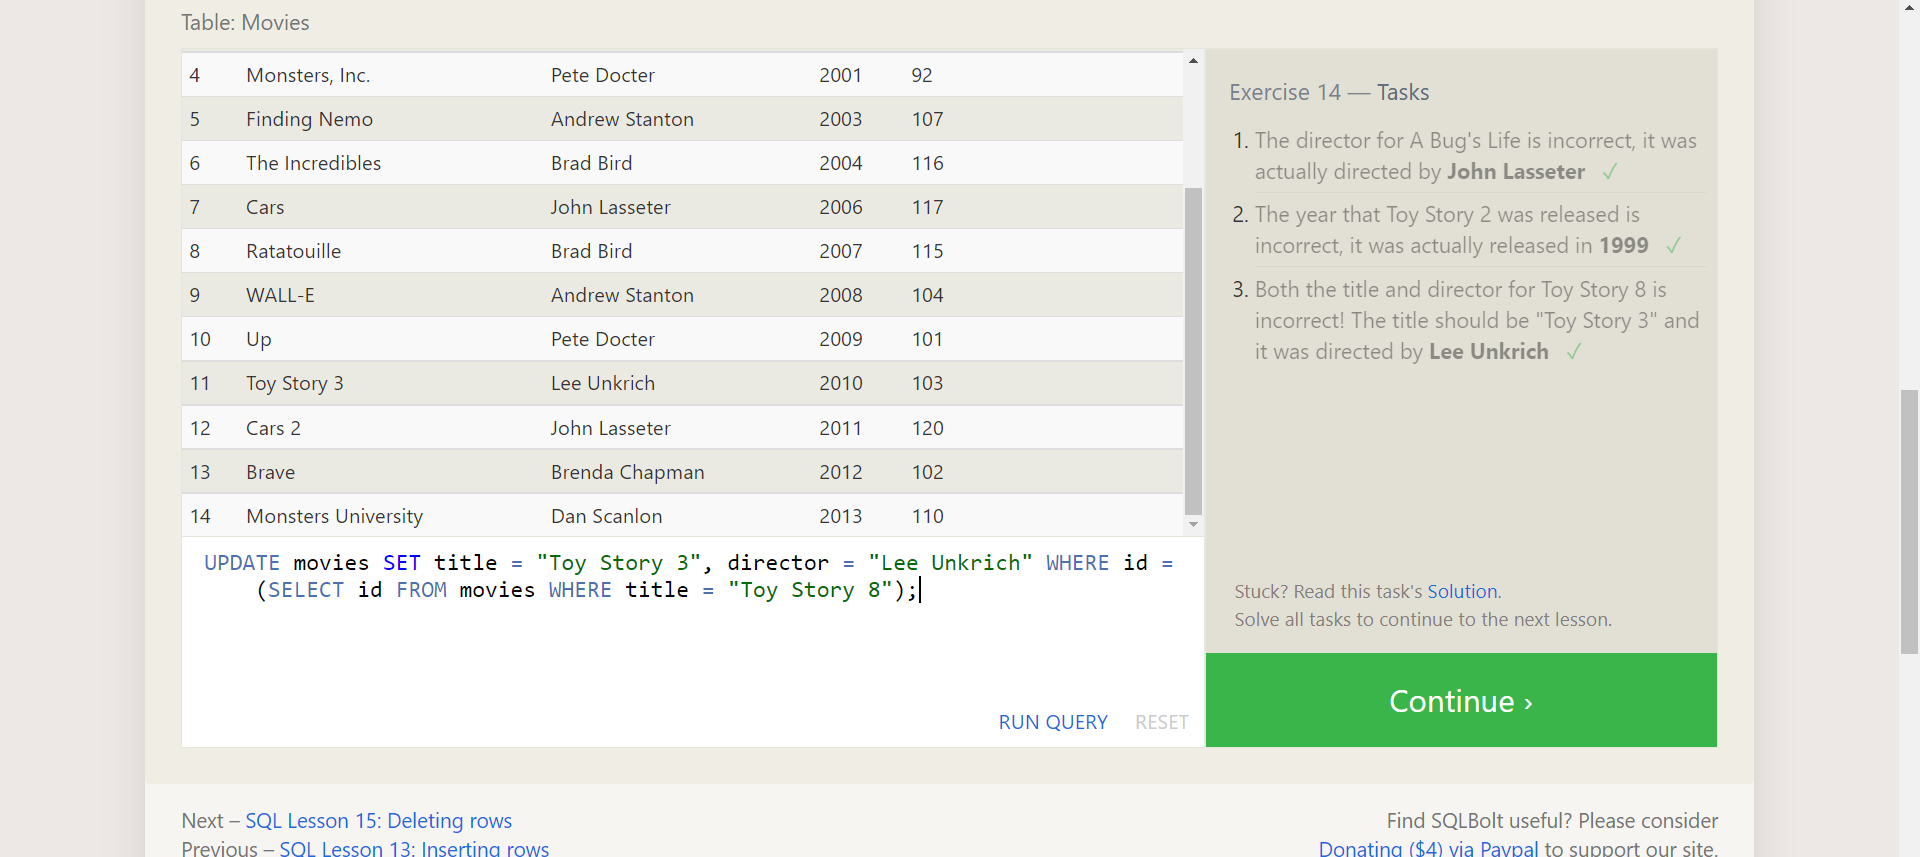 Table: Movies
4 Monsters, Inc. Pete Docter 2001 92
5 Finding Nemo Andrew Stanton 2003 107
6 The Incredibles Brad Bird 2004 116
7 Cars John Lasseter 2006 117
8 Ratatouille Brad Bird 2007 115
9 WALL-E Andrew Stanton 2008 104
10 Up Pete Docter 2009 101
11 Toy Story 3 Lee Unkrich 2010 103
12 Cars 2 John Lasseter 2011 120
13 Brave Brenda Chapman 2012 102
14 Monsters University Dan Scanlon 2013 110
UPDATE movies SET title = "Toy Story 3", director = "Lee Unkrich" WHERE id =
(SELECT id FROM movies WHERE title = "Toy Story 8");
RUN QUERY RESET
Exercise 14 — Tasks
1. The director for A Bug's Life is incorrect, it was
actually directed by John Lasseter ✓
2. The year that Toy Story 2 was released is
incorrect, it was actually released in 1999 ✓
3. Both the title and director for Toy Story 8 is
incorrect! The title should be "Toy Story 3" and
it was directed by Lee Unkrich ✓
Stuck? Read this task's Solution.
Solve all tasks to continue to the next lesson.
Continue ›
Next – SQL Lesson 15: Deleting rows
Previous – SQL Lesson 13: Inserting rows
Find SQLBolt useful? Please consider
Donating ($4) via Paypal to support our site.